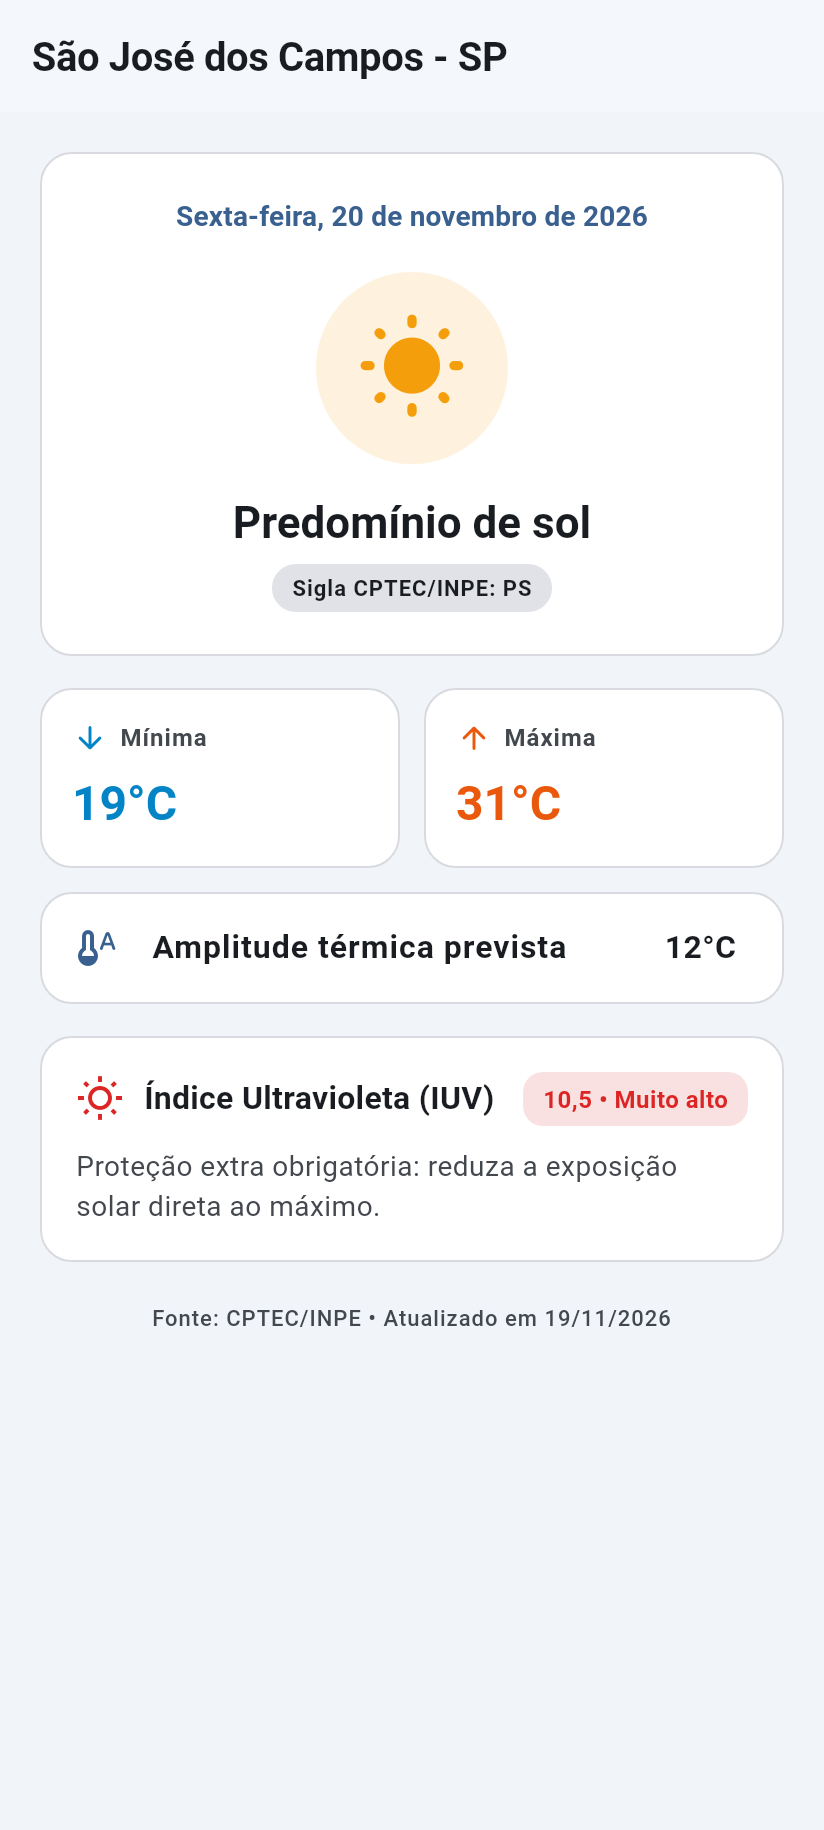 São José dos Campos - SP
Sexta-feira, 20 de novembro de 2026
Predomínio de sol
Sigla CPTEC/INPE: PS
Mínima
19°C
Máxima
31°C
A Amplitude térmica prevista 12°C
Índice Ultravioleta (IUV) 10,5 • Muito alto
Proteção extra obrigatória: reduza a exposição
solar direta ao máximo.
Fonte: CPTEC/INPE • Atualizado em 19/11/2026